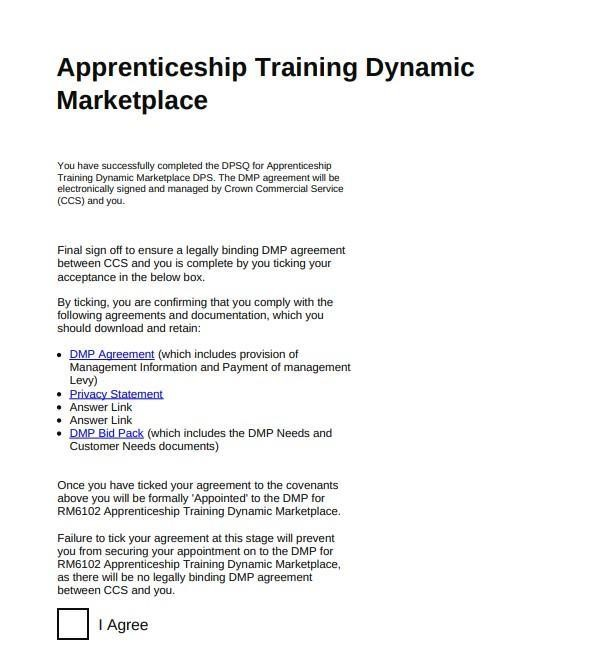 Apprenticeship Training Dynamic
Marketplace
You have successfully completed the DPSQ for Apprenticeship
Training Dynamic Marketplace DPS. The DMP agreement will be
electronically signed and managed by Crown Commercial Service
(CCS) and you.
Final sign off to ensure a legally binding DMP agreement
between CCS and you is complete by you ticking your
acceptance in the below box.
By ticking, you are confirming that you comply with the
following agreements and documentation, which you
should download and retain:
• DMP Agreement (which includes provision of
Management Information and Payment of management
Levy)
• Privacy Statement
• Answer Link
• Answer Link
• DMP Bid Pack (which includes the DMP Needs and
Customer Needs documents)
Once you have ticked your agreement to the covenants
above you will be formally 'Appointed' to the DMP for
RM6102 Apprenticeship Training Dynamic Marketplace.
Failure to tick your agreement at this stage will prevent
you from securing your appointment on to the DMP for
RM6102 Apprenticeship Training Dynamic Marketplace,
as there will be no legally binding DMP agreement
between CCS and you.
I Agree